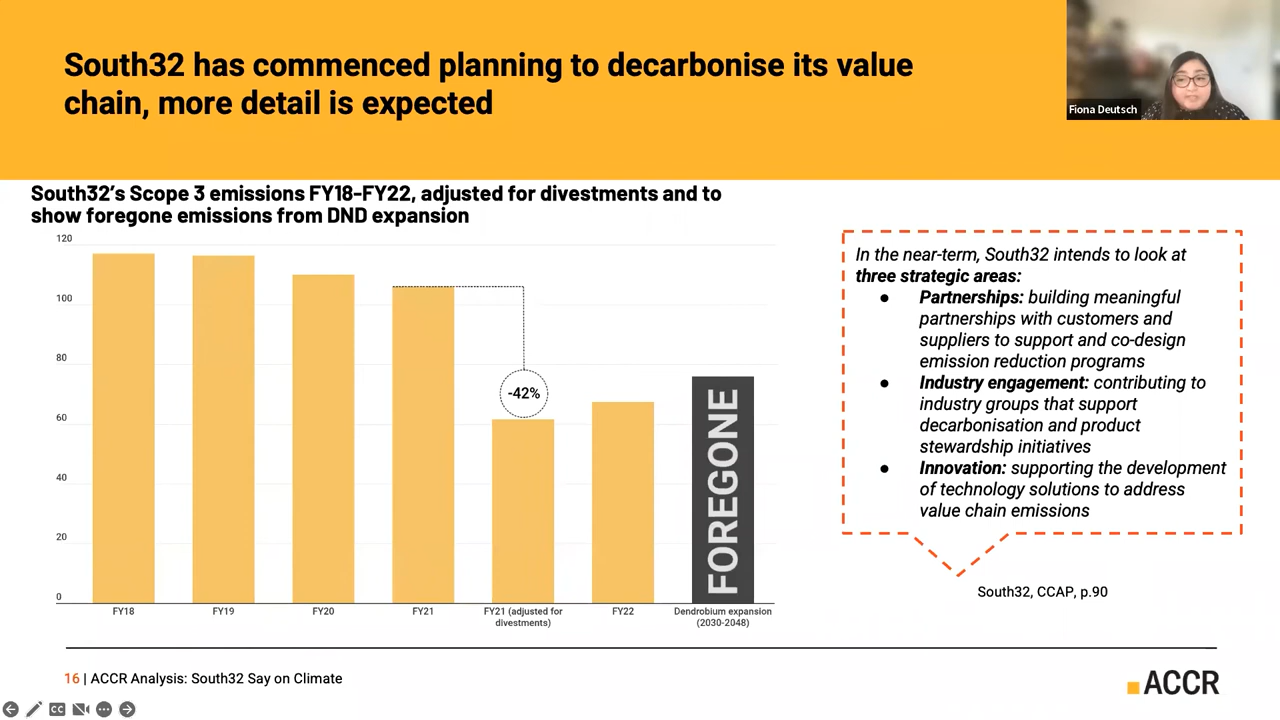 South32 has commenced planning to decarbonise its value
chain, more detail is expected
Fiona Deutsch
South32’s Scope 3 emissions FY18-FY22, adjusted for divestments and to
show foregone emissions from DND expansion
120
100
80
60
40
20
0
-42%
FOREGONE
FY18
FY19
FY20
FY21
FY21 (adjusted for
divestments)
FY22
Dendrobium expansion
(2030-2048)
In the near-term, South32 intends to look at
three strategic areas:
● Partnerships: building meaningful
partnerships with customers and
suppliers to support and co-design
emission reduction programs
● Industry engagement: contributing to
industry groups that support
decarbonisation and product
stewardship initiatives
● Innovation: supporting the development
of technology solutions to address
value chain emissions
South32, CCAP, p.90
16 | ACCR Analysis: South32 Say on Climate
ACCR
CC